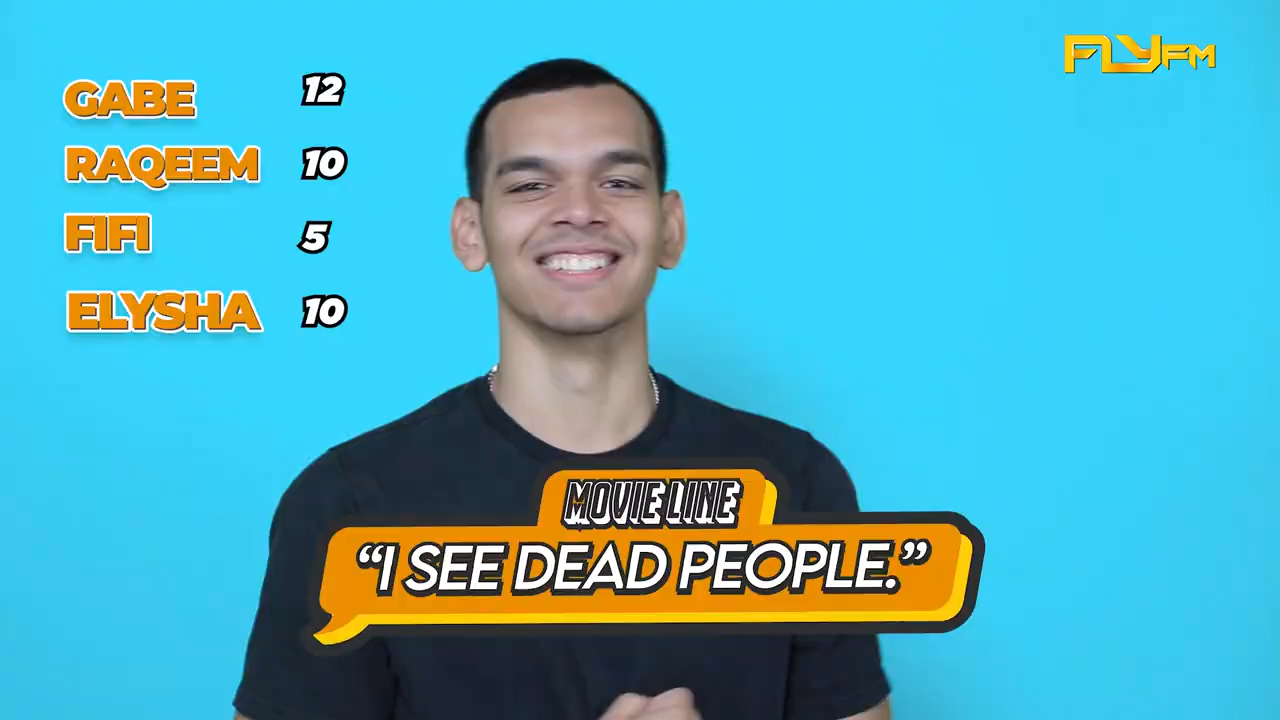 FLYFM
GABE 12
RAQEEM 10
FIFI 5
ELYSHA 10
MOVIE LINE
“I SEE DEAD PEOPLE.”